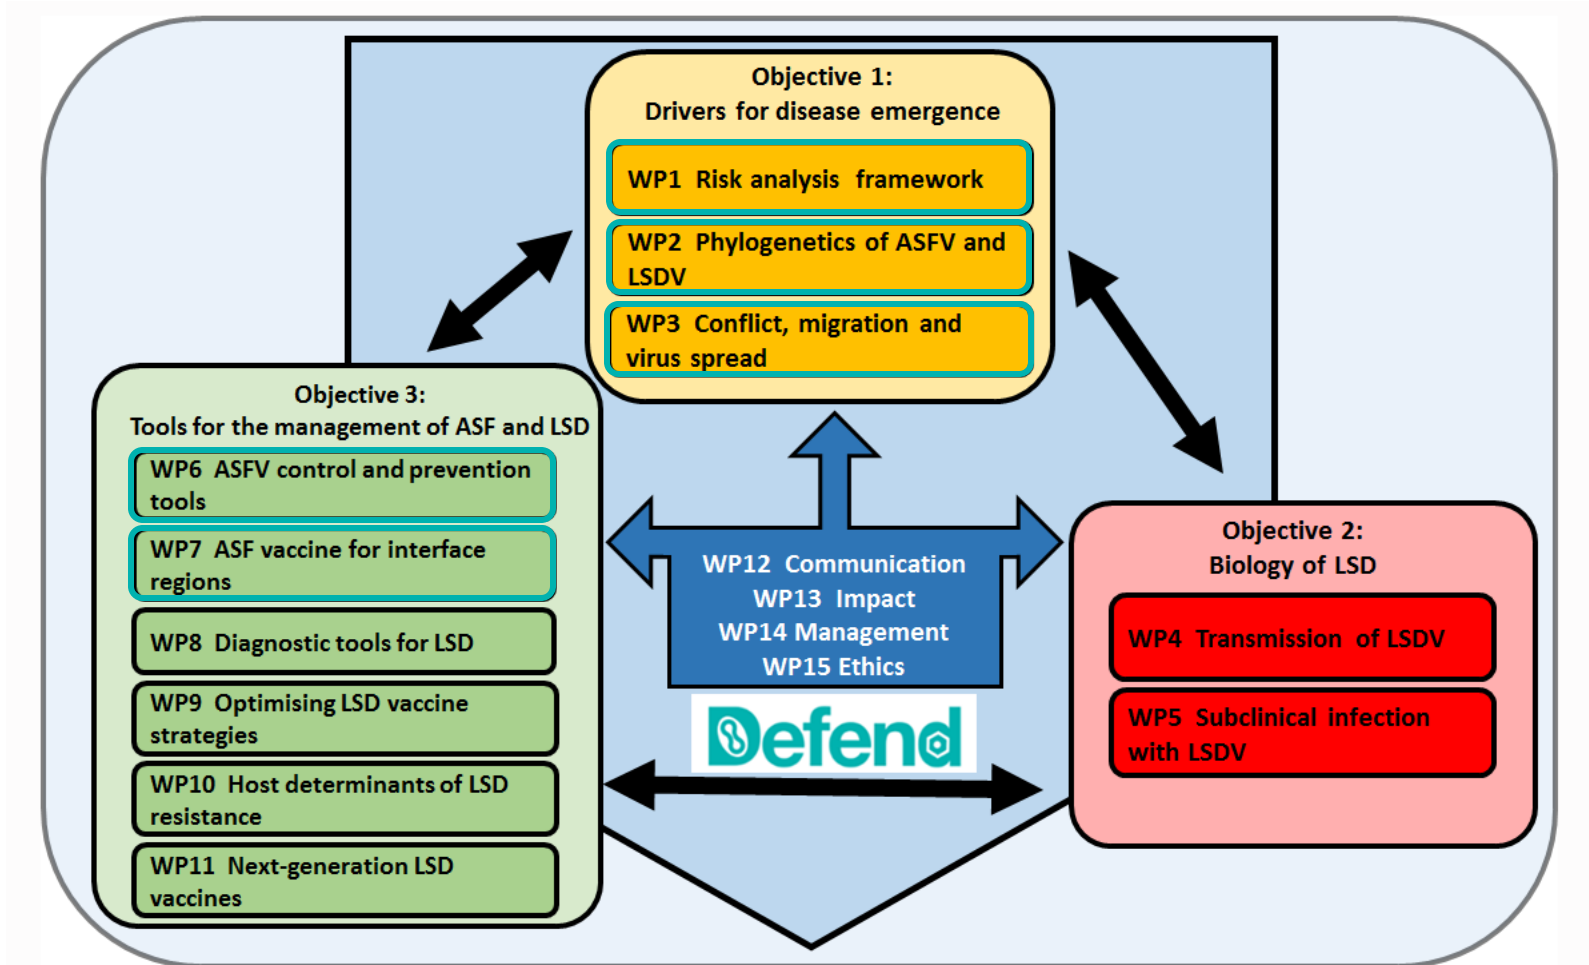 Objective 1:
Drivers for disease emergence
WP1 Risk analysis framework
WP2 Phylogenetics of ASFV and
LSDV
WP3 Conflict, migration and
virus spread
Objective 3:
Tools for the management of ASF and LSD
WP6 ASFV control and prevention
tools
WP7 ASF vaccine for interface
regions
WP8 Diagnostic tools for LSD
WP9 Optimising LSD vaccine
strategies
WP10 Host determinants of LSD
resistance
WP11 Next-generation LSD
vaccines
WP12 Communication
WP13 Impact
WP14 Management
WP15 Ethics
Defend
Objective 2:
Biology of LSD
WP4 Transmission of LSDV
WP5 Subclinical infection
with LSDV